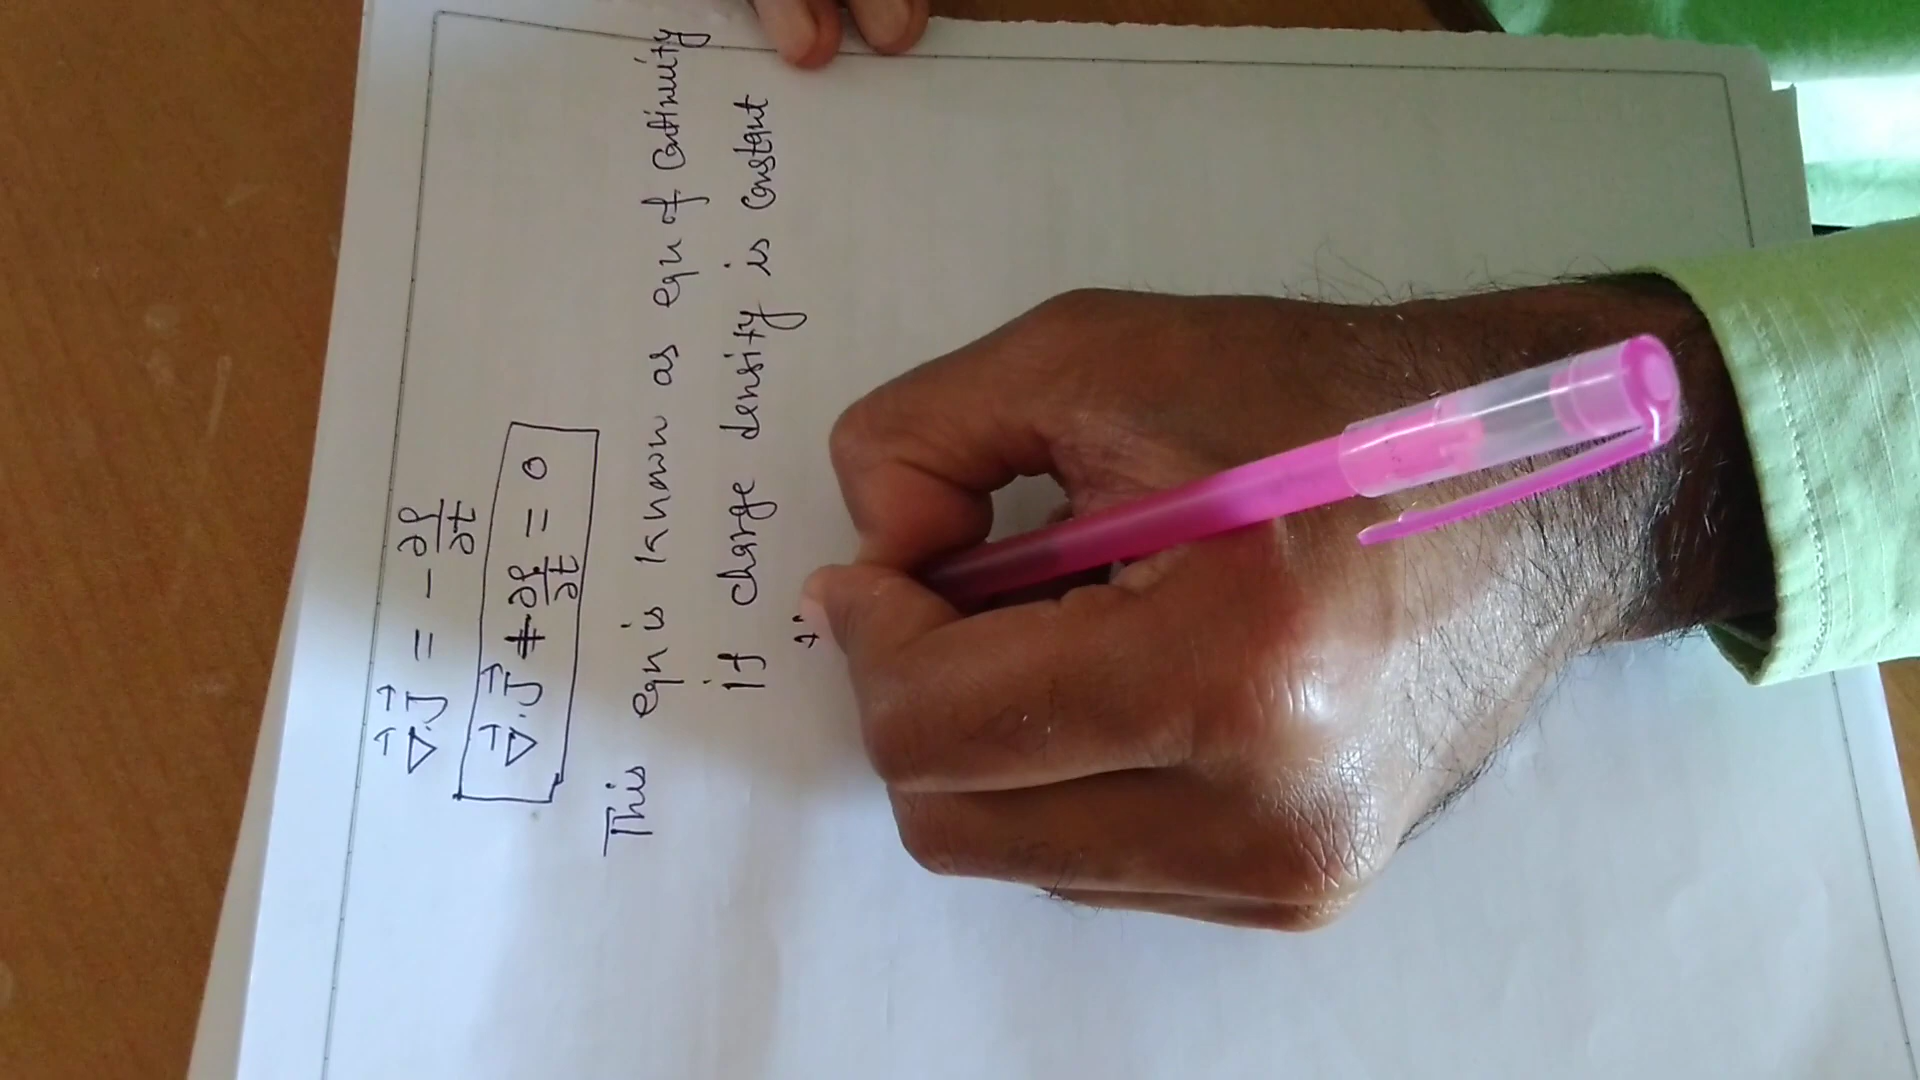 ∇⃗.J⃗ = - ∂ρ/∂t
∇⃗.J⃗ + ∂ρ/∂t = 0
This eqn is known as eqn of Continuity
if charge density is constant